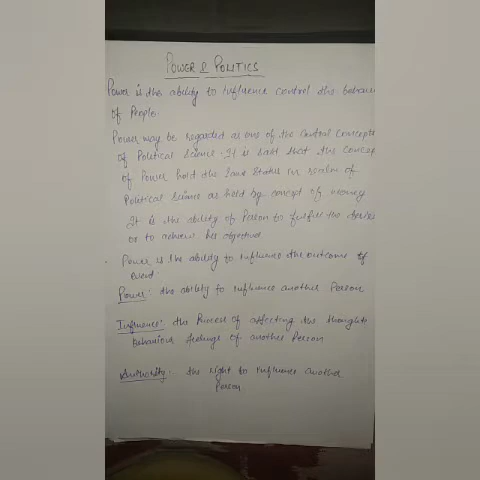 POWER & POLITICS
Power is the ability to influence control the behaviou
of People.
Power may be regarded as one of the Central Concepts
of Political Science. It is said that the Concept
of Power hold the same status in realm of
Political Science as held by concept of money
It is the ability of Person to fulfill the desires
or to achieve his objective.
Power is the ability to influence the outcome of
event
Power: the ability to influence another Person
Influence: the Process of affecting the thoughts
behaviour feelings of another Person
Authority: the right to influence another
Person.